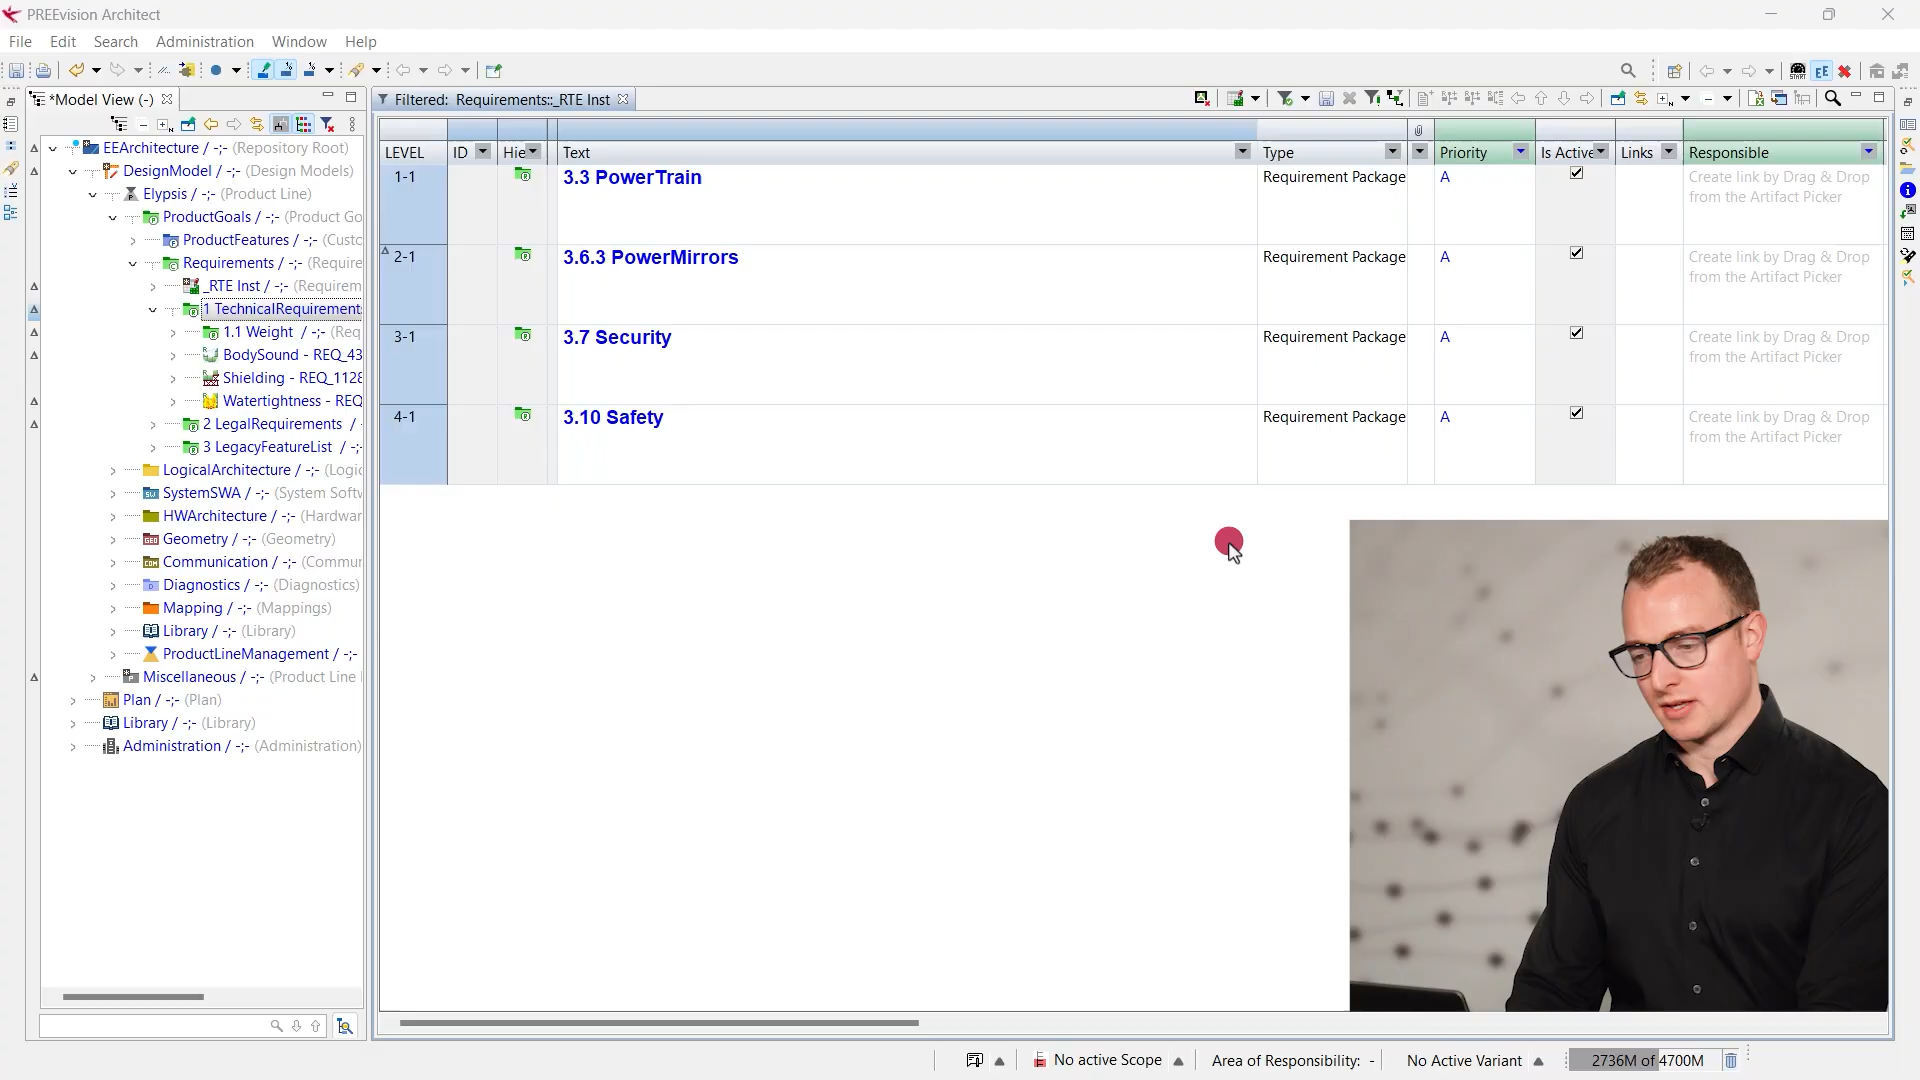 PREEvision Architect
File Edit Search Administration Window Help
*Model View (-)
Filtered: Requirements::_RTE Inst
EEArchitecture / -;- (Repository Root)
DesignModel / -;- (Design Models)
Elypsis / -;- (Product Line)
ProductGoals / -;- (Product Go
ProductFeatures / -;- (Custo
Requirements / -;- (Require
_RTE Inst / -;- (Requirem
1 TechnicalRequirement
1.1 Weight / -;- (Req
BodySound - REQ_43
Shielding - REQ_1128
Watertightness - REQ
2 LegalRequirements /
3 LegacyFeatureList / -;
LogicalArchitecture / -;- (Logic
SystemSWA / -;- (System Softw
HWArchitecture / -;- (Hardwar
Geometry / -;- (Geometry)
Communication / -;- (Commun
Diagnostics / -;- (Diagnostics)
Mapping / -;- (Mappings)
Library / -;- (Library)
ProductLineManagement / -;-
Miscellaneous / -;- (Product Line
Plan / -;- (Plan)
Library / -;- (Library)
Administration / -;- (Administration)
LEVEL ID Hie Text Type Priority Is Active Links Responsible
1-1 3.3 PowerTrain Requirement Package A Create link by Drag & Drop
from the Artifact Picker
2-1 3.6.3 PowerMirrors Requirement Package A Create link by Drag & Drop
from the Artifact Picker
3-1 3.7 Security Requirement Package A Create link by Drag & Drop
from the Artifact Picker
4-1 3.10 Safety Requirement Package A Create link by Drag & Drop
from the Artifact Picker
No active Scope Area of Responsibility: - No Active Variant 2736M of 4700M